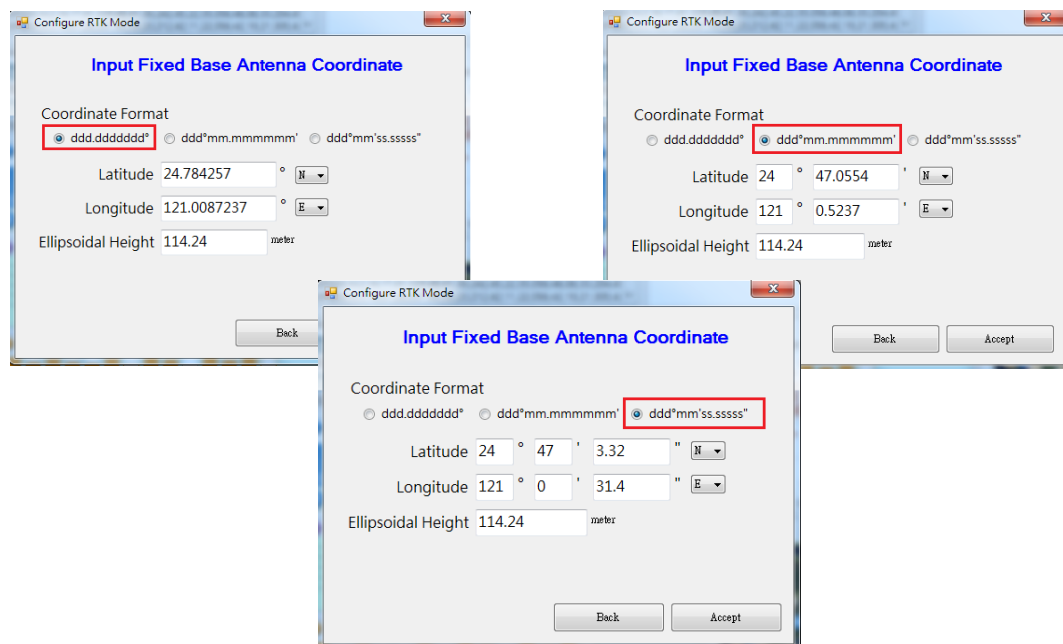 Configure RTK Mode
Input Fixed Base Antenna Coordinate
Coordinate Format
ddd.ddddddd° ddd°mm.mmmmmm' ddd°mm'ss.sssss"
Latitude 24.784257 ° N
Longitude 121.0087237 ° E
Ellipsoidal Height 114.24 meter
Back
Configure RTK Mode
Input Fixed Base Antenna Coordinate
Coordinate Format
ddd.ddddddd° ddd°mm.mmmmmm' ddd°mm'ss.sssss"
Latitude 24 ° 47.0554 ' N
Longitude 121 ° 0.5237 ' E
Ellipsoidal Height 114.24 meter
Back Accept
Configure RTK Mode
Input Fixed Base Antenna Coordinate
Coordinate Format
ddd.ddddddd° ddd°mm.mmmmmm' ddd°mm'ss.sssss"
Latitude 24 ° 47 ' 3.32 " N
Longitude 121 ° 0 ' 31.4 " E
Ellipsoidal Height 114.24 meter
Back Accept